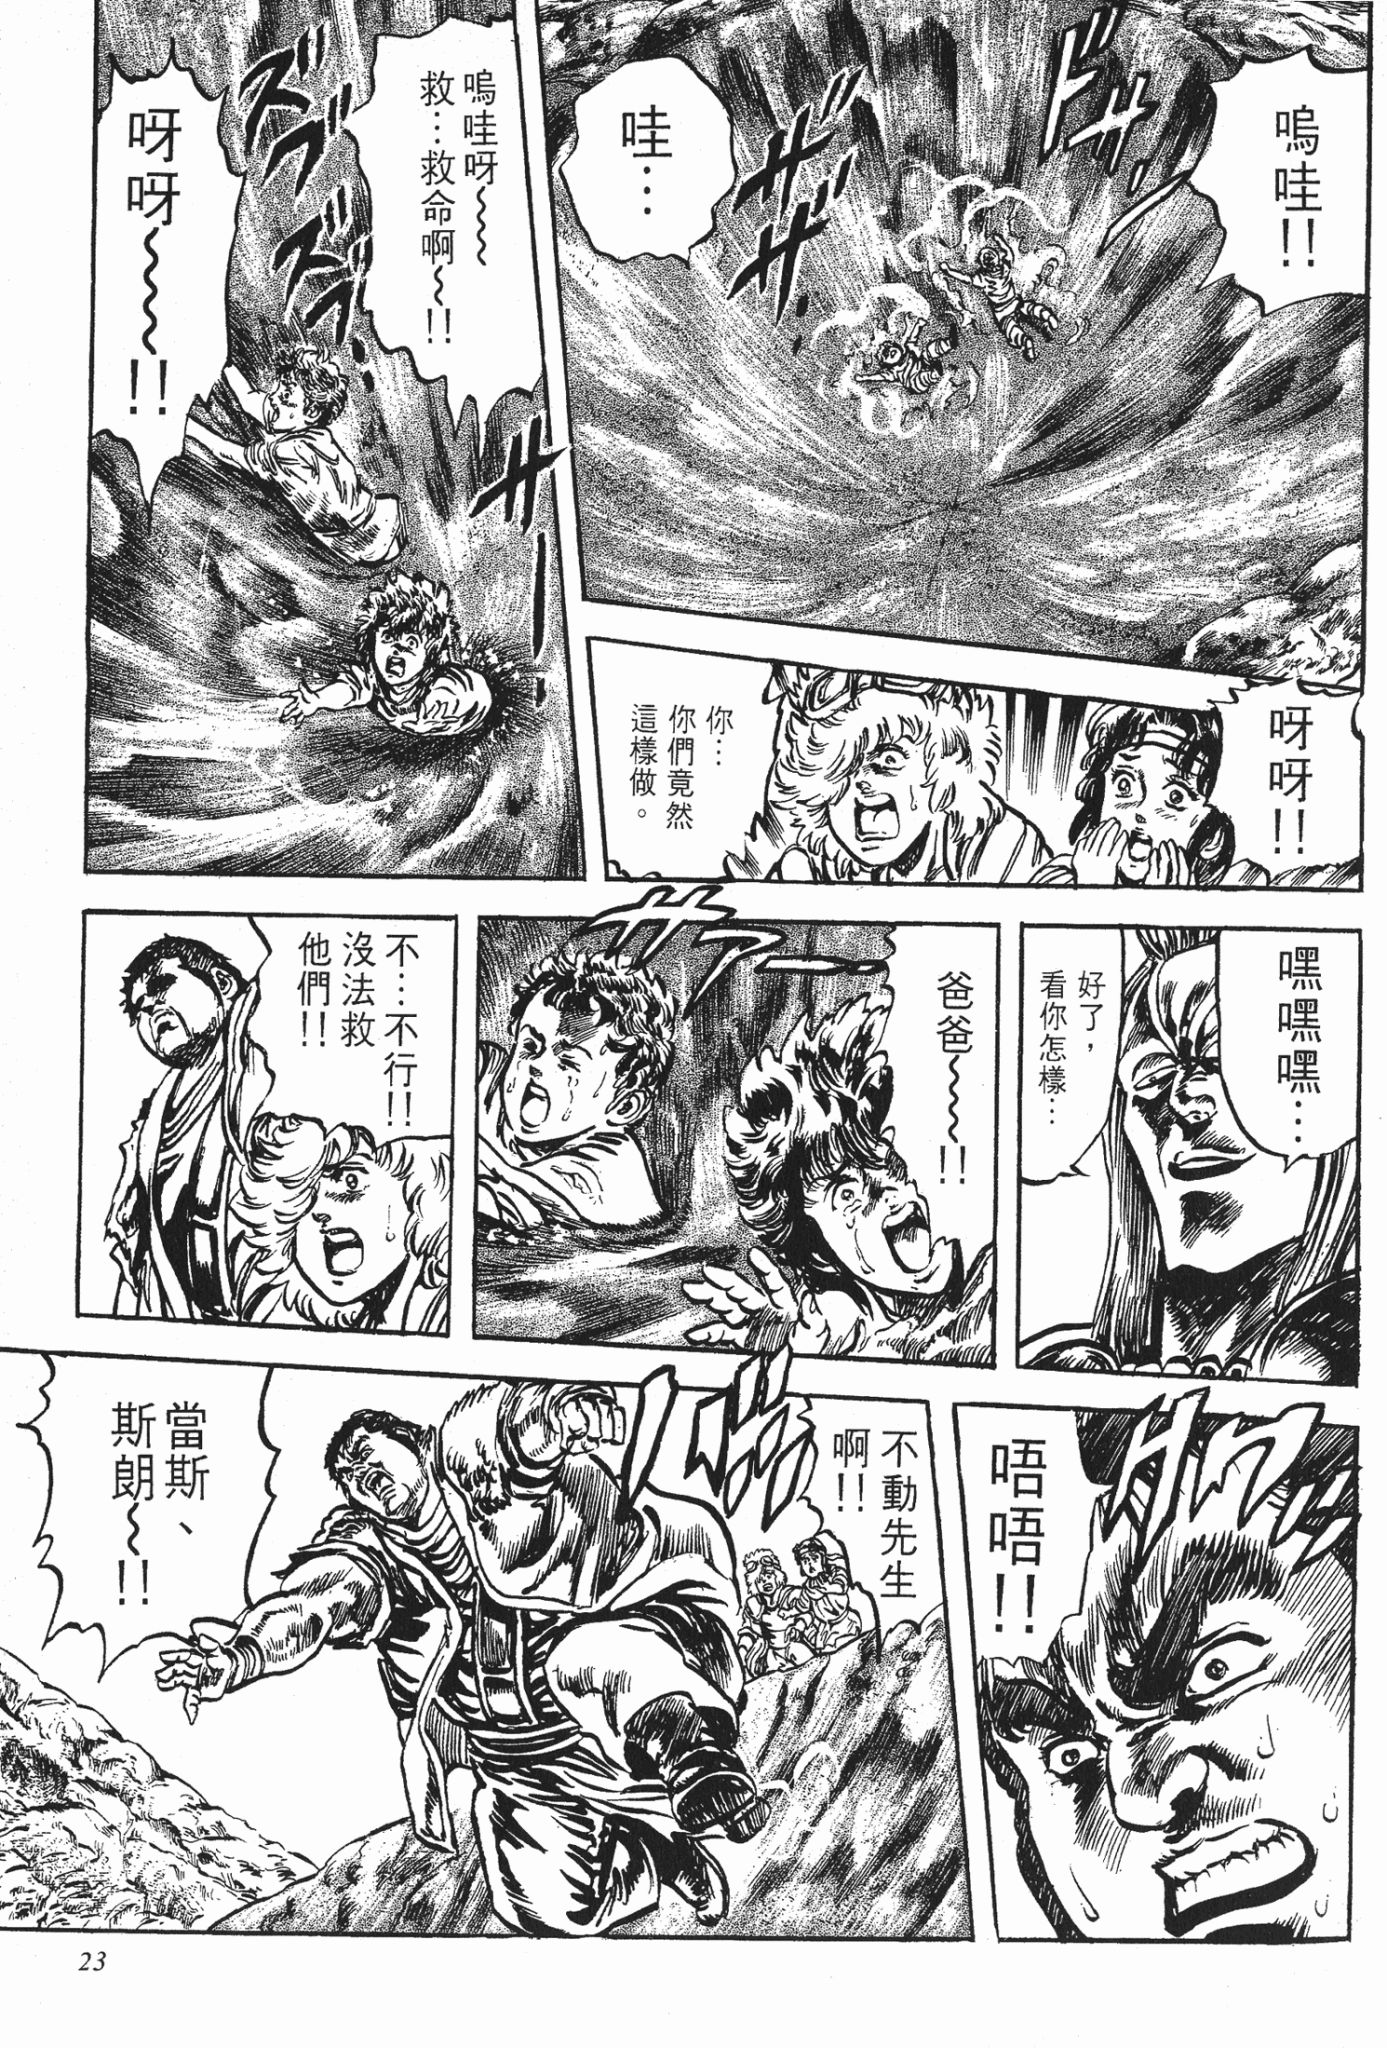 嗚哇!!
ドサ
ザザ
哇…
嗚哇呀～～
救…救命啊～!!
ズズ
ズズ
呀呀～～!!
ザ
呀呀!!
你…
你們竟然
這樣做。
嘿嘿嘿…
好了，
看你怎樣…
爸爸～～!!
ザァー
不…不行!!
沒法救
他們!!
唔唔!!
不動先生
啊!!
當斯、
斯朗～!!
23